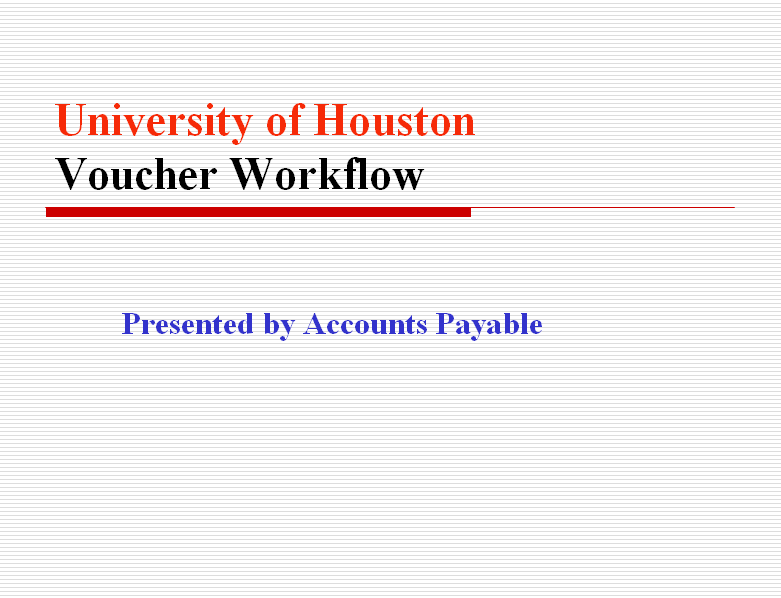 University of Houston
Voucher Workflow
Presented by Accounts Payable